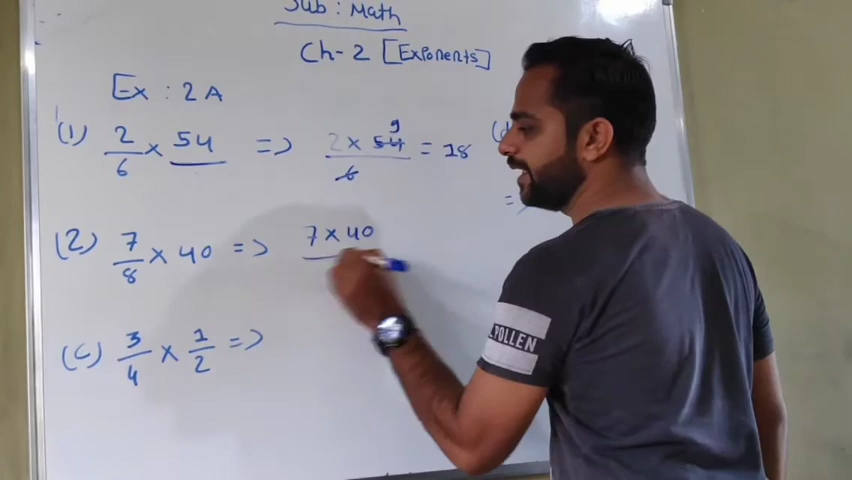 Sub : Math
Ch-2 [Exponents]
Ex : 2A
(1) 2/6 × 54 => 2 × 54 9 / 6 = 18
(2) 7/8 × 40 => 7 × 40
(c) 3/4 × 1/2 =>
(d)
=
POLLEN